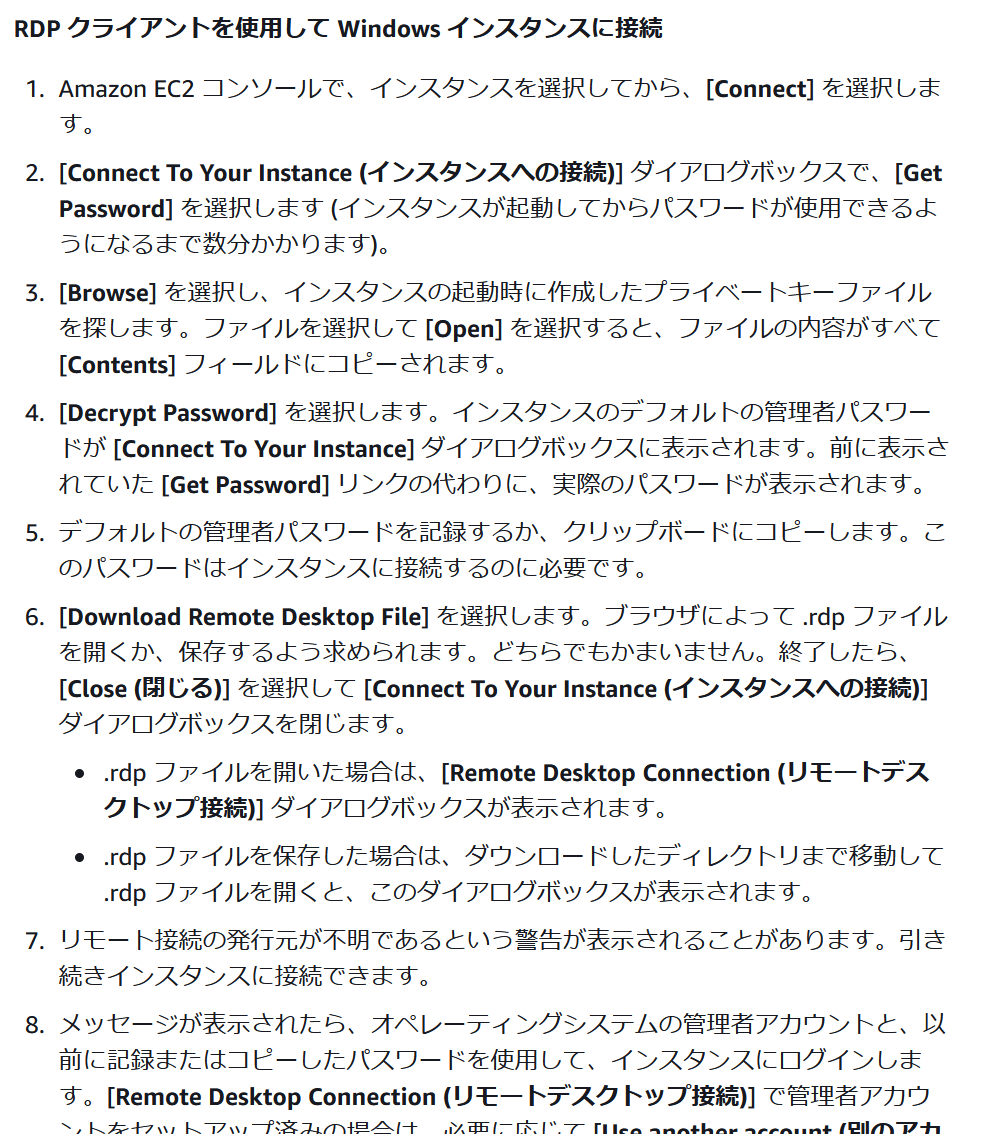 RDP クライアントを使用して Windows インスタンスに接続
1. Amazon EC2 コンソールで、インスタンスを選択してから、[Connect] を選択しま
す。
2. [Connect To Your Instance (インスタンスへの接続)] ダイアログボックスで、[Get
Password] を選択します (インスタンスが起動してからパスワードが使用できるよ
うになるまで数分かかります)。
3. [Browse] を選択し、インスタンスの起動時に作成したプライベートキーファイル
を探します。ファイルを選択して [Open] を選択すると、ファイルの内容がすべて
[Contents] フィールドにコピーされます。
4. [Decrypt Password] を選択します。インスタンスのデフォルトの管理者パスワー
ドが [Connect To Your Instance] ダイアログボックスに表示されます。前に表示さ
れていた [Get Password] リンクの代わりに、実際のパスワードが表示されます。
5. デフォルトの管理者パスワードを記録するか、クリップボードにコピーします。こ
のパスワードはインスタンスに接続するのに必要です。
6. [Download Remote Desktop File] を選択します。ブラウザによって .rdp ファイル
を開くか、保存するよう求められます。どちらでもかまいません。終了したら、
[Close (閉じる)] を選択して [Connect To Your Instance (インスタンスへの接続)]
ダイアログボックスを閉じます。
• .rdp ファイルを開いた場合は、[Remote Desktop Connection (リモートデス
クトップ接続)] ダイアログボックスが表示されます。
• .rdp ファイルを保存した場合は、ダウンロードしたディレクトリまで移動して
.rdp ファイルを開くと、このダイアログボックスが表示されます。
7. リモート接続の発行元が不明であるという警告が表示されることがあります。引き
続きインスタンスに接続できます。
8. メッセージが表示されたら、オペレーティングシステムの管理者アカウントと、以
前に記録またはコピーしたパスワードを使用して、インスタンスにログインしま
す。[Remote Desktop Connection (リモートデスクトップ接続)] で管理者アカウ
ントをセットアップ済みの場合は、必要に応じて [Use another account (別のアカ